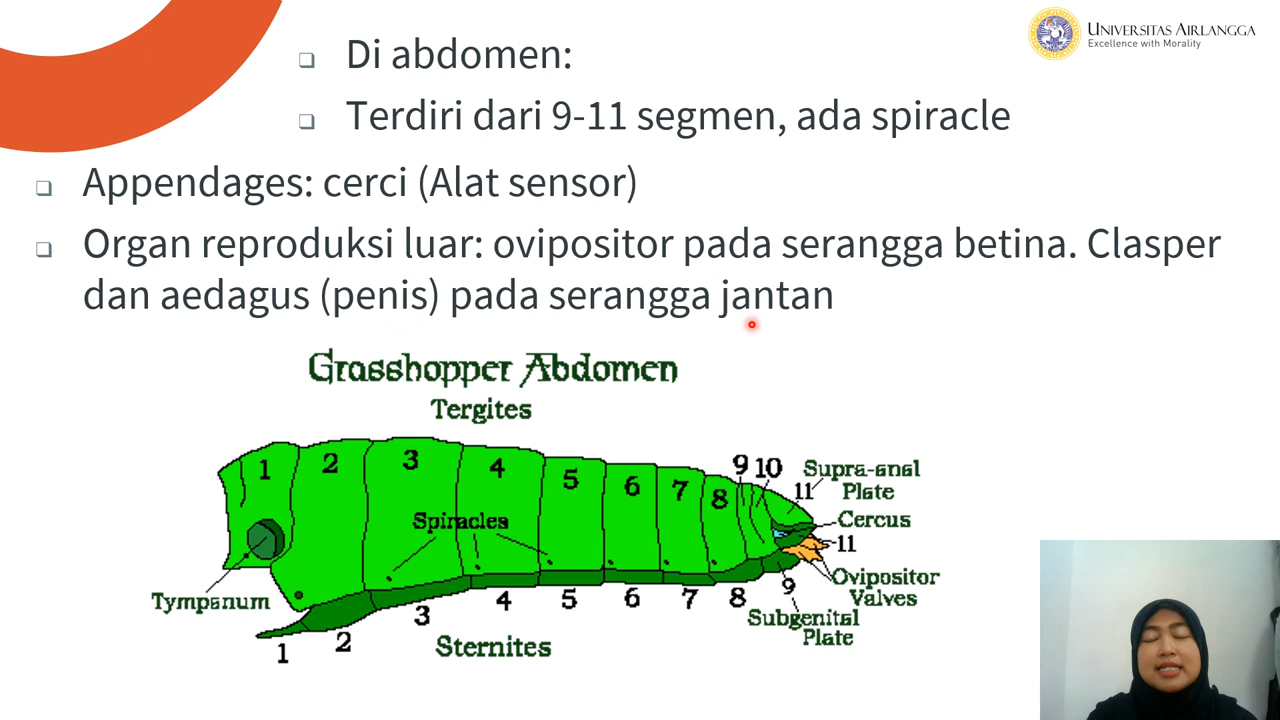 UNIVERSITAS AIRLANGGA
Excellence with Morality
Di abdomen:
Terdiri dari 9-11 segmen, ada spiracle
Appendages: cerci (Alat sensor)
Organ reproduksi luar: ovipositor pada serangga betina. Clasper
dan aedagus (penis) pada serangga jantan
Grasshopper Abdomen
Tergites
1 2 3 4 5 6 7 8 9 10 11
Supra-anal
Plate
Spiracles
Cercus
11
Tympanum
Ovipositor
Valves
1 2 3 4 5 6 7 8 9
Subgenital
Plate
Sternites